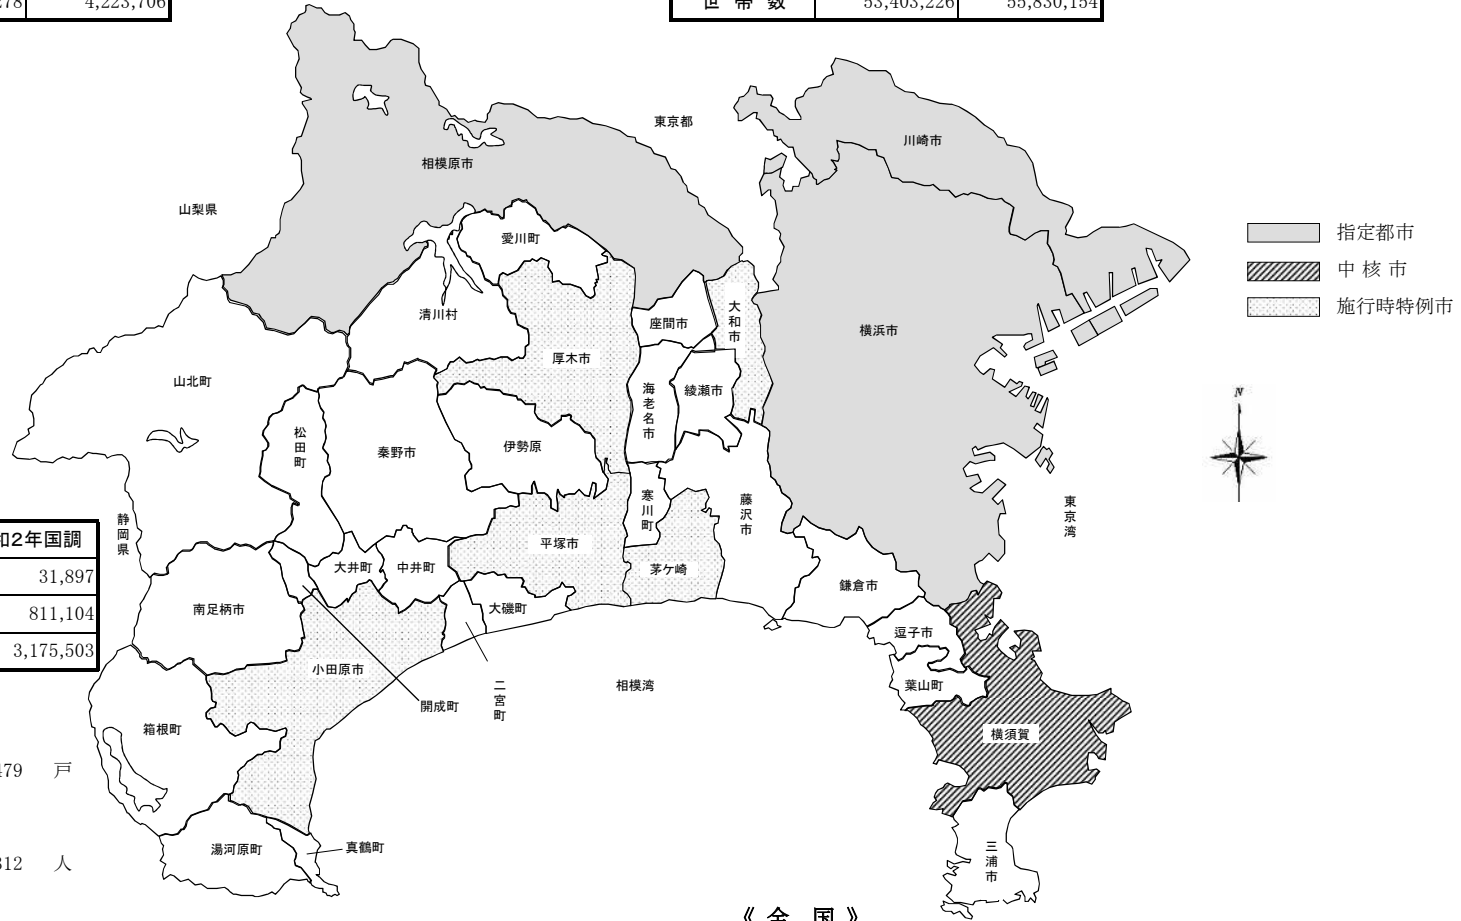 278 4,223,706
世 帯 数 53,403,226 55,830,154
東京都
川崎市
相模原市
山梨県
愛川町
指定都市
中 核 市
施行時特例市
清川村
座間市
大和市
横浜市
厚木市
山北町
海老名市
綾瀬市
N
松田町
秦野市
伊勢原
静岡県
寒川町
藤沢市
東京湾
和2年国調
31,897
811,104
3,175,503
平塚市
大井町
中井町
茅ケ崎
鎌倉市
南足柄市
大磯町
逗子市
小田原市
相模湾
葉山町
開成町
二宮町
箱根町
横須賀
479 戸
湯河原町
真鶴町
三浦市
312 人
《 全 国 》